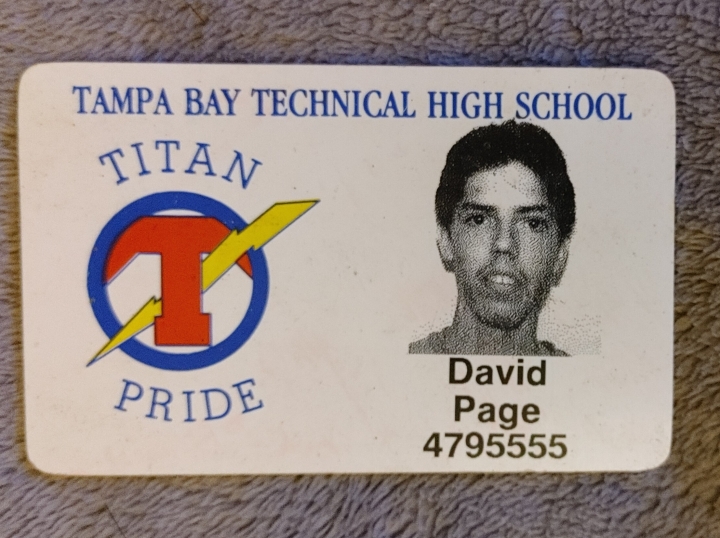 TAMPA BAY TECHNICAL HIGH SCHOOL
TITAN
T
PRIDE
David
Page
4795555